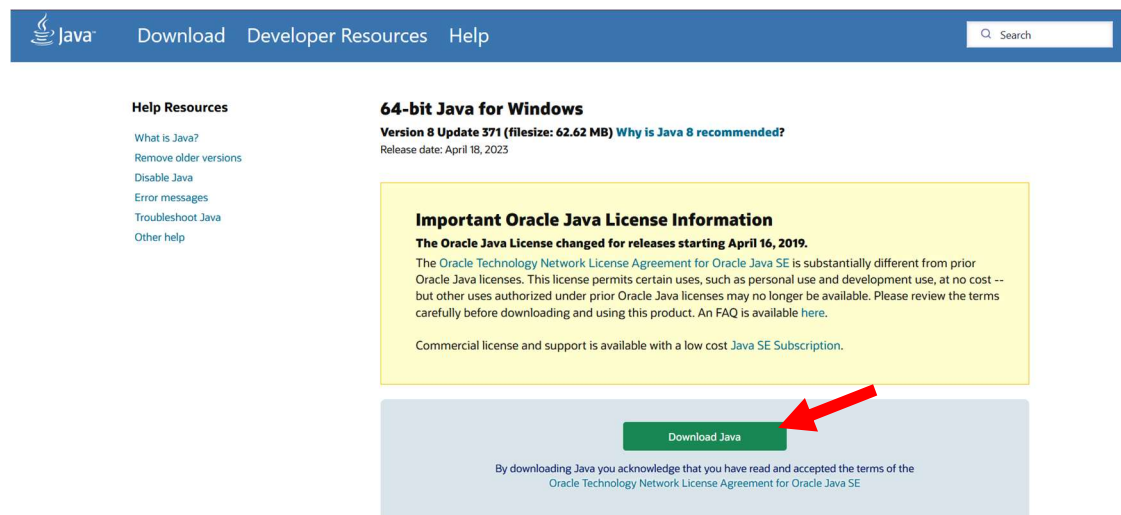 Java
Download Developer Resources Help
Search
Help Resources
What is Java?
Remove older versions
Disable Java
Error messages
Troubleshoot Java
Other help
64-bit Java for Windows
Version 8 Update 371 (filesize: 62.62 MB) Why is Java 8 recommended?
Release date: April 18, 2023
Important Oracle Java License Information
The Oracle Java License changed for releases starting April 16, 2019.
The Oracle Technology Network License Agreement for Oracle Java SE is substantially different from prior
Oracle Java licenses. This license permits certain uses, such as personal use and development use, at no cost --
but other uses authorized under prior Oracle Java licenses may no longer be available. Please review the terms
carefully before downloading and using this product. An FAQ is available here.
Commercial license and support is available with a low cost Java SE Subscription.
Download Java
By downloading Java you acknowledge that you have read and accepted the terms of the
Oracle Technology Network License Agreement for Oracle Java SE